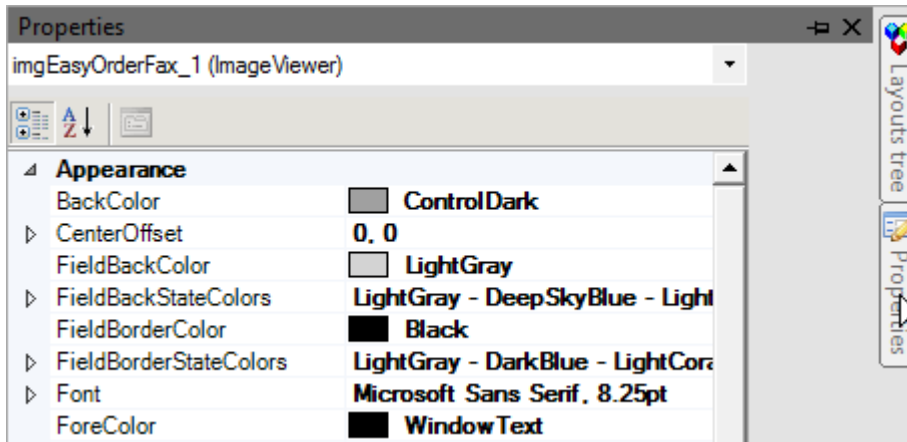 Properties
imgEasyOrderFax_1 (ImageViewer)
A
Z
Appearance
BackColor ControlDark
CenterOffset 0, 0
FieldBackColor LightGray
FieldBackStateColors LightGray - DeepSkyBlue - Light
FieldBorderColor Black
FieldBorderStateColors LightGray - DarkBlue - LightCora
Font Microsoft Sans Serif, 8.25pt
ForeColor WindowText
Layouts tree
Properties